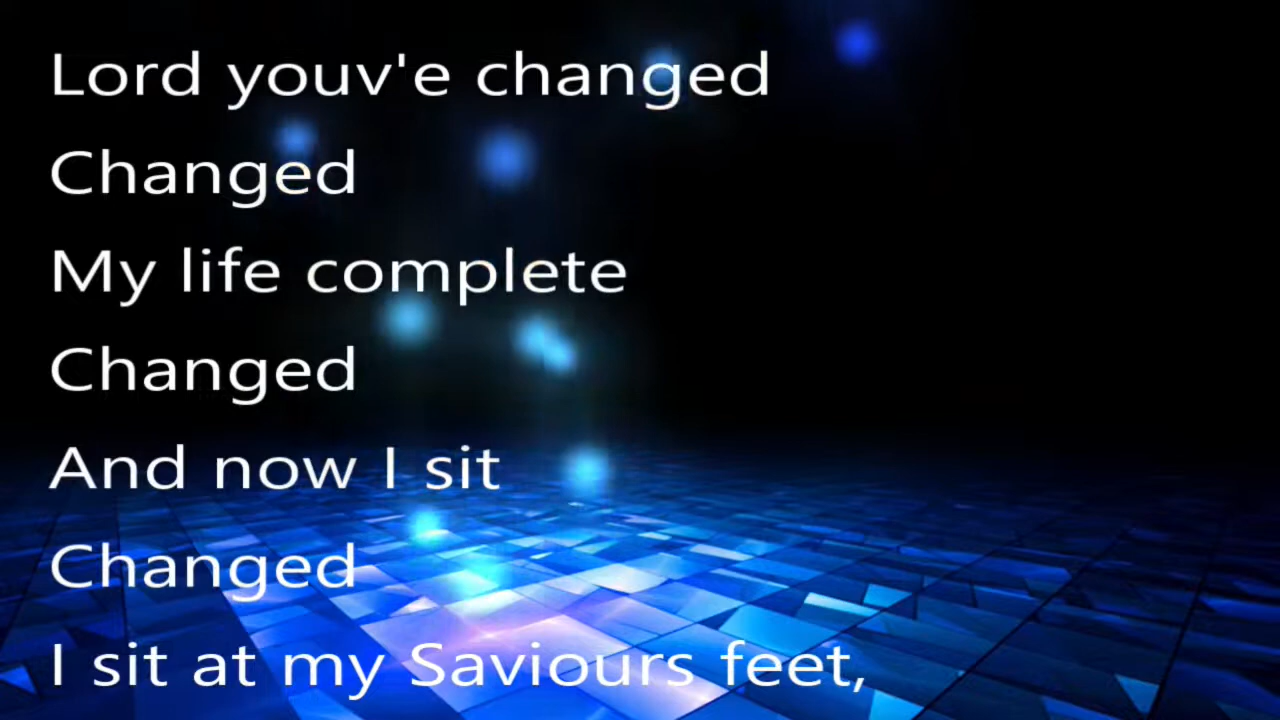 Lord youv'e changed
Changed
My life complete
Changed
And now I sit
Changed
I sit at my Saviours feet,